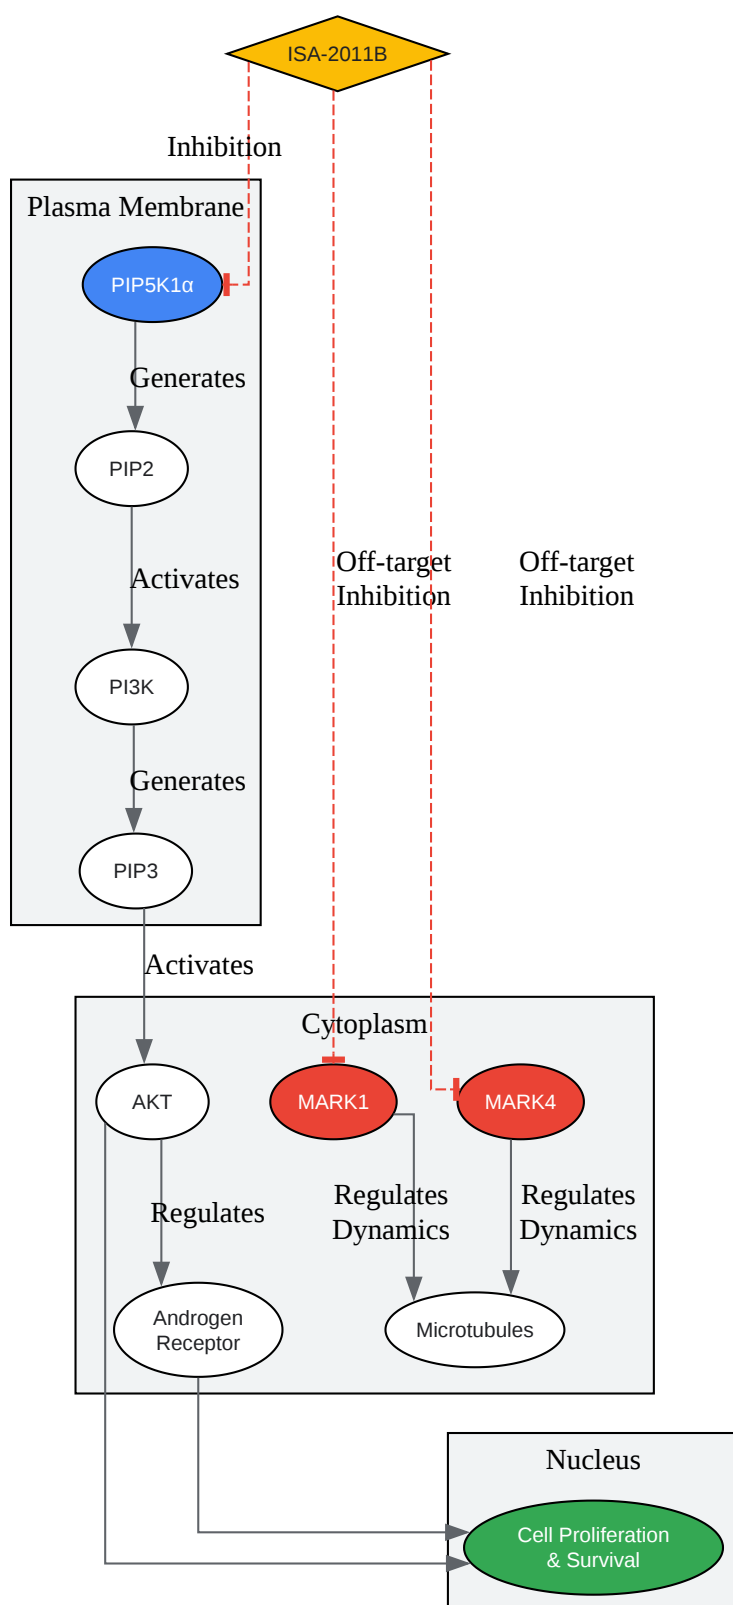 ISA-2011B
Inhibition
Plasma Membrane
PIP5K1α
Generates
PIP2
Off-target
Inhibition
Off-target
Inhibition
Activates
PI3K
Generates
PIP3
Activates
Cytoplasm
AKT
MARK1
MARK4
Regulates
Regulates
Dynamics
Regulates
Dynamics
Androgen
Receptor
Microtubules
Nucleus
Cell Proliferation
& Survival